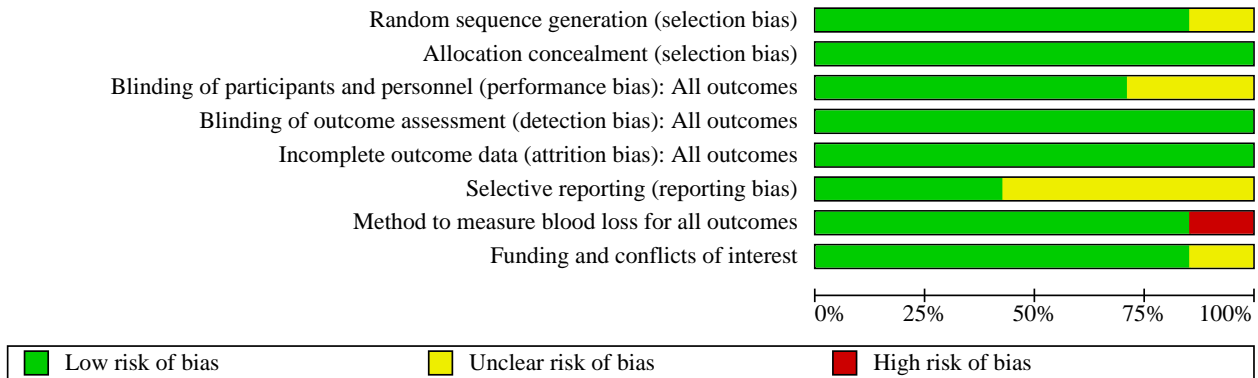 Random sequence generation (selection bias)
Allocation concealment (selection bias)
Blinding of participants and personnel (performance bias): All outcomes
Blinding of outcome assessment (detection bias): All outcomes
Incomplete outcome data (attrition bias): All outcomes
Selective reporting (reporting bias)
Method to measure blood loss for all outcomes
Funding and conflicts of interest
0% 25% 50% 75% 100%
Low risk of bias Unclear risk of bias High risk of bias